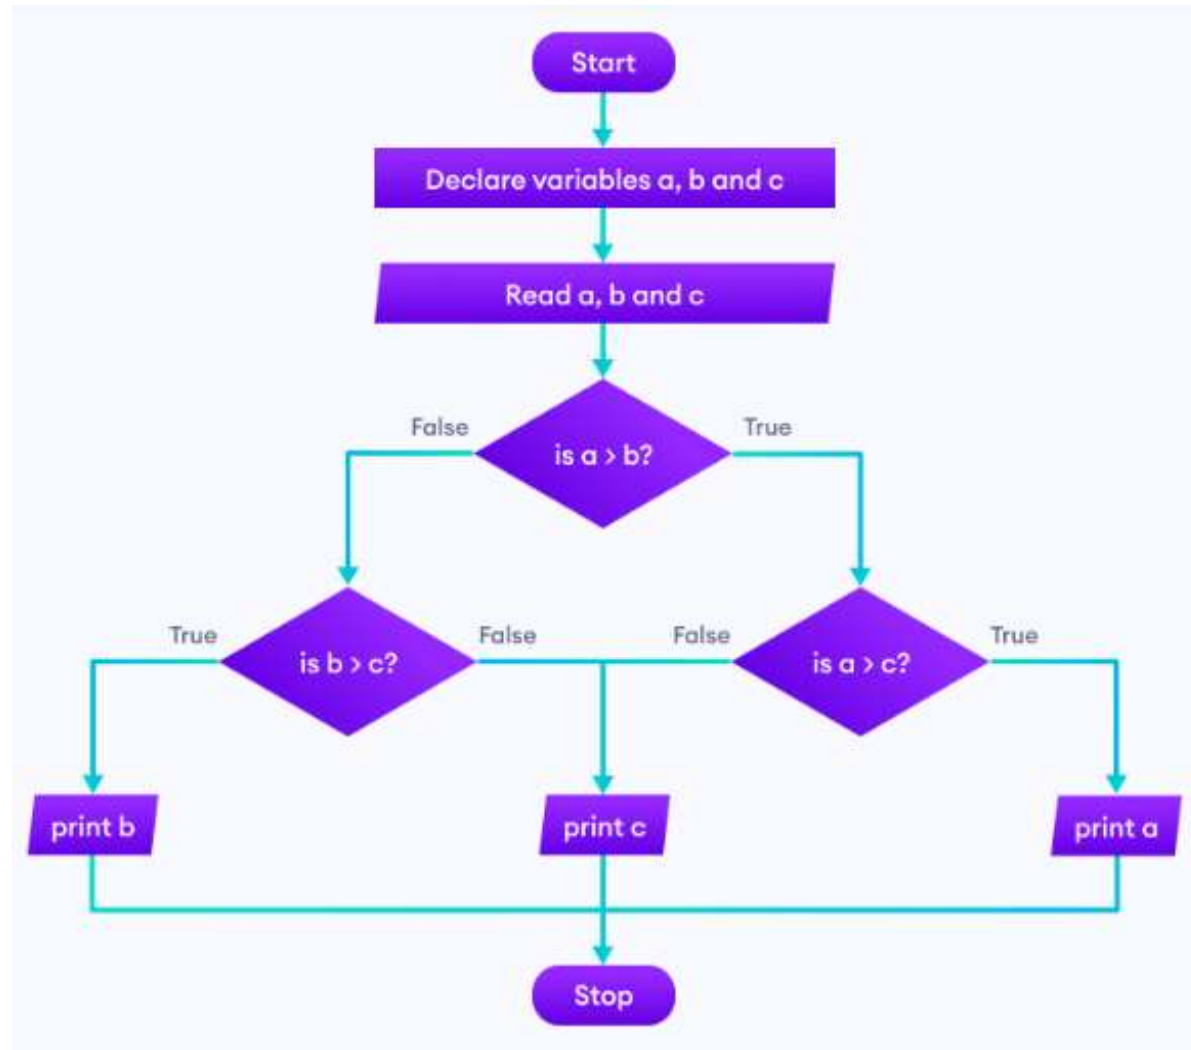 Start
Declare variables a, b and c
Read a, b and c
False
True
is a > b?
True
False
False
True
is b > c?
is a > c?
print b
print c
print a
Stop